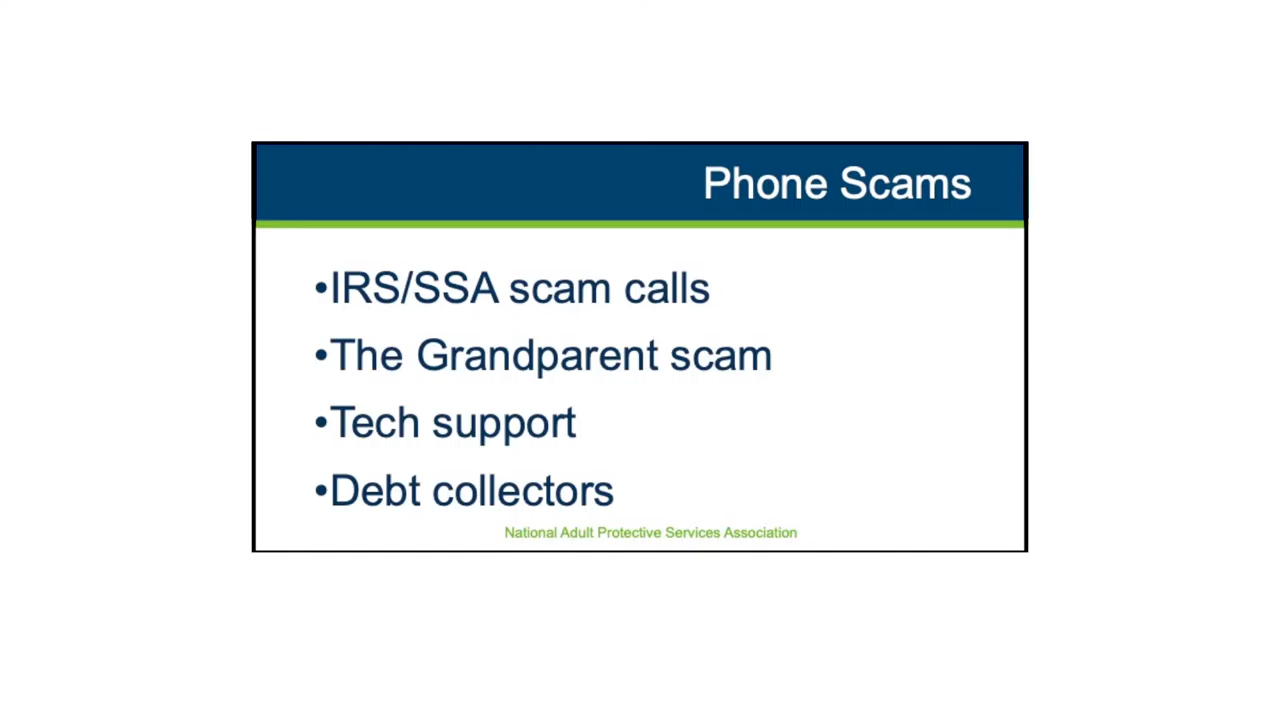 Phone Scams
•IRS/SSA scam calls
•The Grandparent scam
•Tech support
•Debt collectors
National Adult Protective Services Association